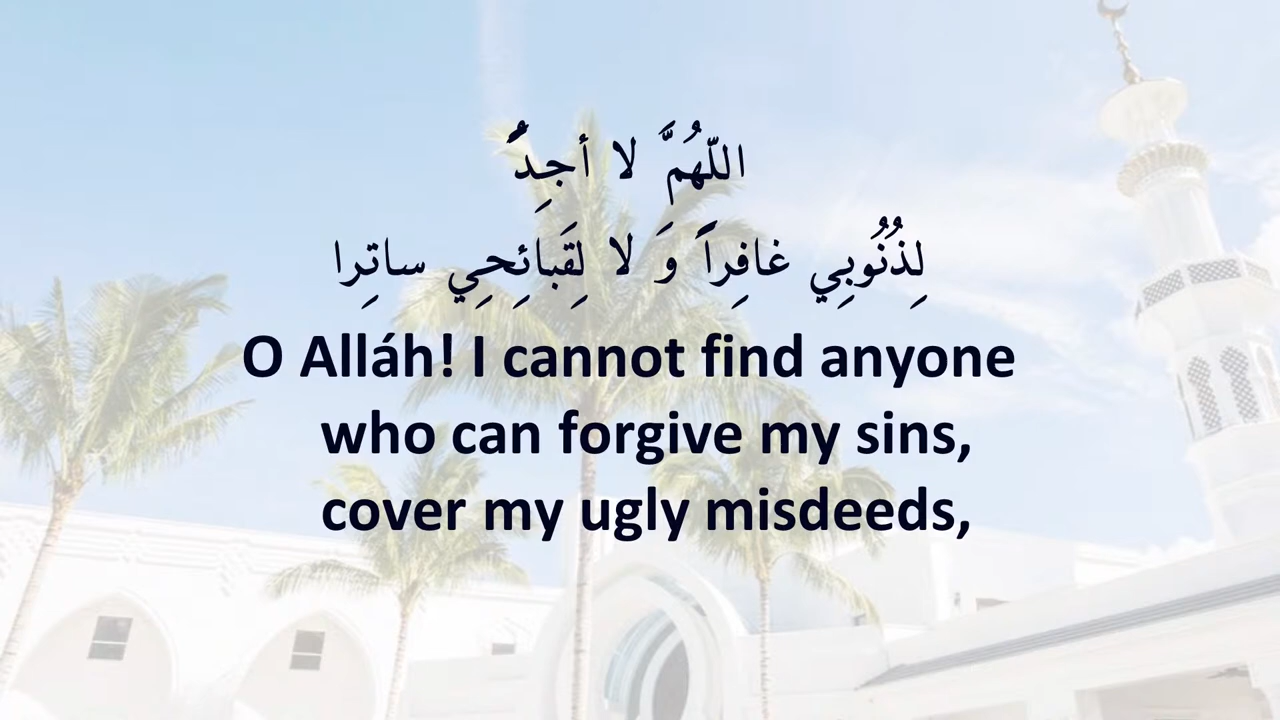 اللّهُمَّ لا أجِدُ
لِذُنُوبِي غافِراً وَ لا لِقَبائِحِي ساتِرا
O Alláh! I cannot find anyone
who can forgive my sins,
cover my ugly misdeeds,